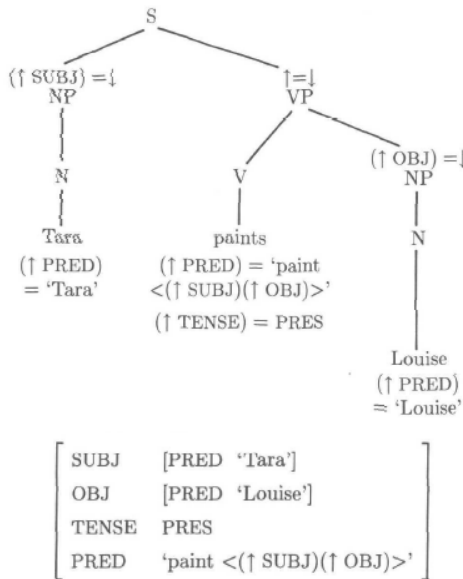 S
(↑ SUBJ) =↓
↑=↓
NP
VP
(↑ OBJ) =↓
NP
N
V
N
Tara
paints
(↑ PRED)
= ‘Tara’
(↑ PRED) = ‘paint
<(↑ SUBJ)(↑ OBJ)>’
(↑ TENSE) = PRES
Louise
(↑ PRED)
= ‘Louise’
SUBJ [PRED ‘Tara’]
OBJ [PRED ‘Louise’]
TENSE PRES
PRED ‘paint <(↑ SUBJ)(↑ OBJ)>’